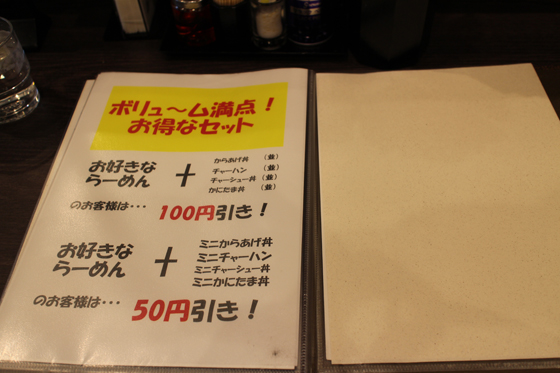 ボリュ〜ム満点！
お得なセット
お好きな
らーめん
＋
からあげ丼 （並）
チャーハン （並）
チャーシュー丼 （並）
かにたま丼 （並）
のお客様は･･･ 100円引き！
お好きな
らーめん
＋
ミニからあげ丼
ミニチャーハン
ミニチャーシュー丼
ミニかにたま丼
のお客様は･･･ 50円引き！